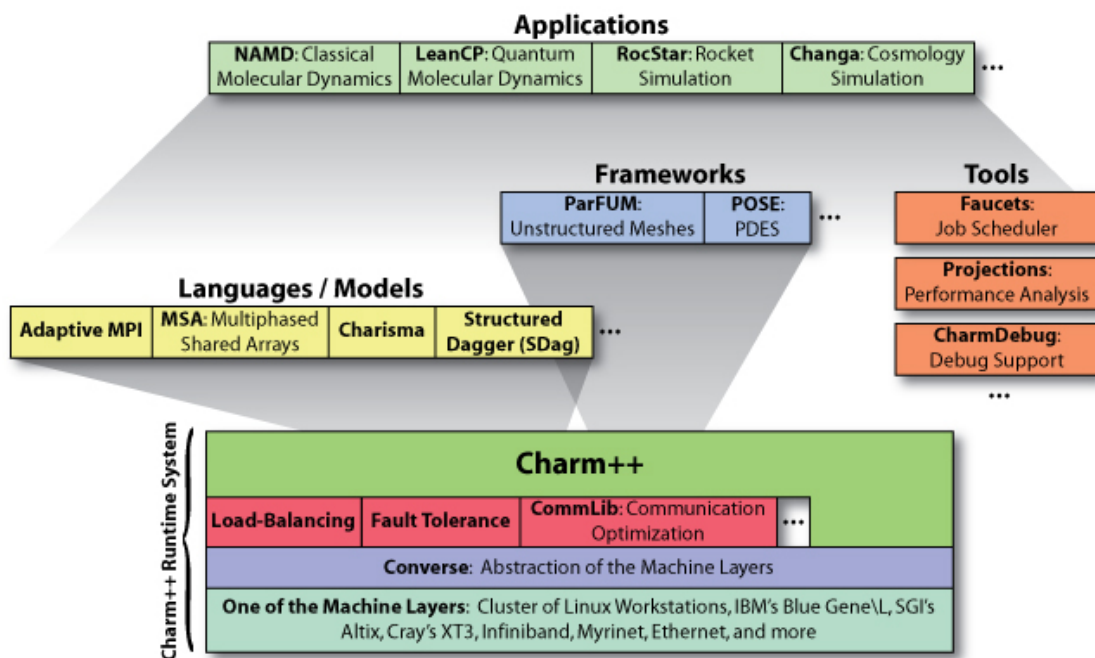 Applications
NAMD: Classical
Molecular Dynamics
LeanCP: Quantum
Molecular Dynamics
RocStar: Rocket
Simulation
Changa: Cosmology
Simulation
...
Frameworks
ParFUM:
Unstructured Meshes
POSE:
PDES
...
Tools
Faucets:
Job Scheduler
Projections:
Performance Analysis
CharmDebug:
Debug Support
...
Languages / Models
Adaptive MPI
MSA: Multiphased
Shared Arrays
Charisma
Structured
Dagger (SDag)
...
Charm++ Runtime System
Charm++
Load-Balancing
Fault Tolerance
CommLib: Communication
Optimization
...
Converse: Abstraction of the Machine Layers
One of the Machine Layers: Cluster of Linux Workstations, IBM's Blue Gene\L, SGI's
Altix, Cray's XT3, Infiniband, Myrinet, Ethernet, and more